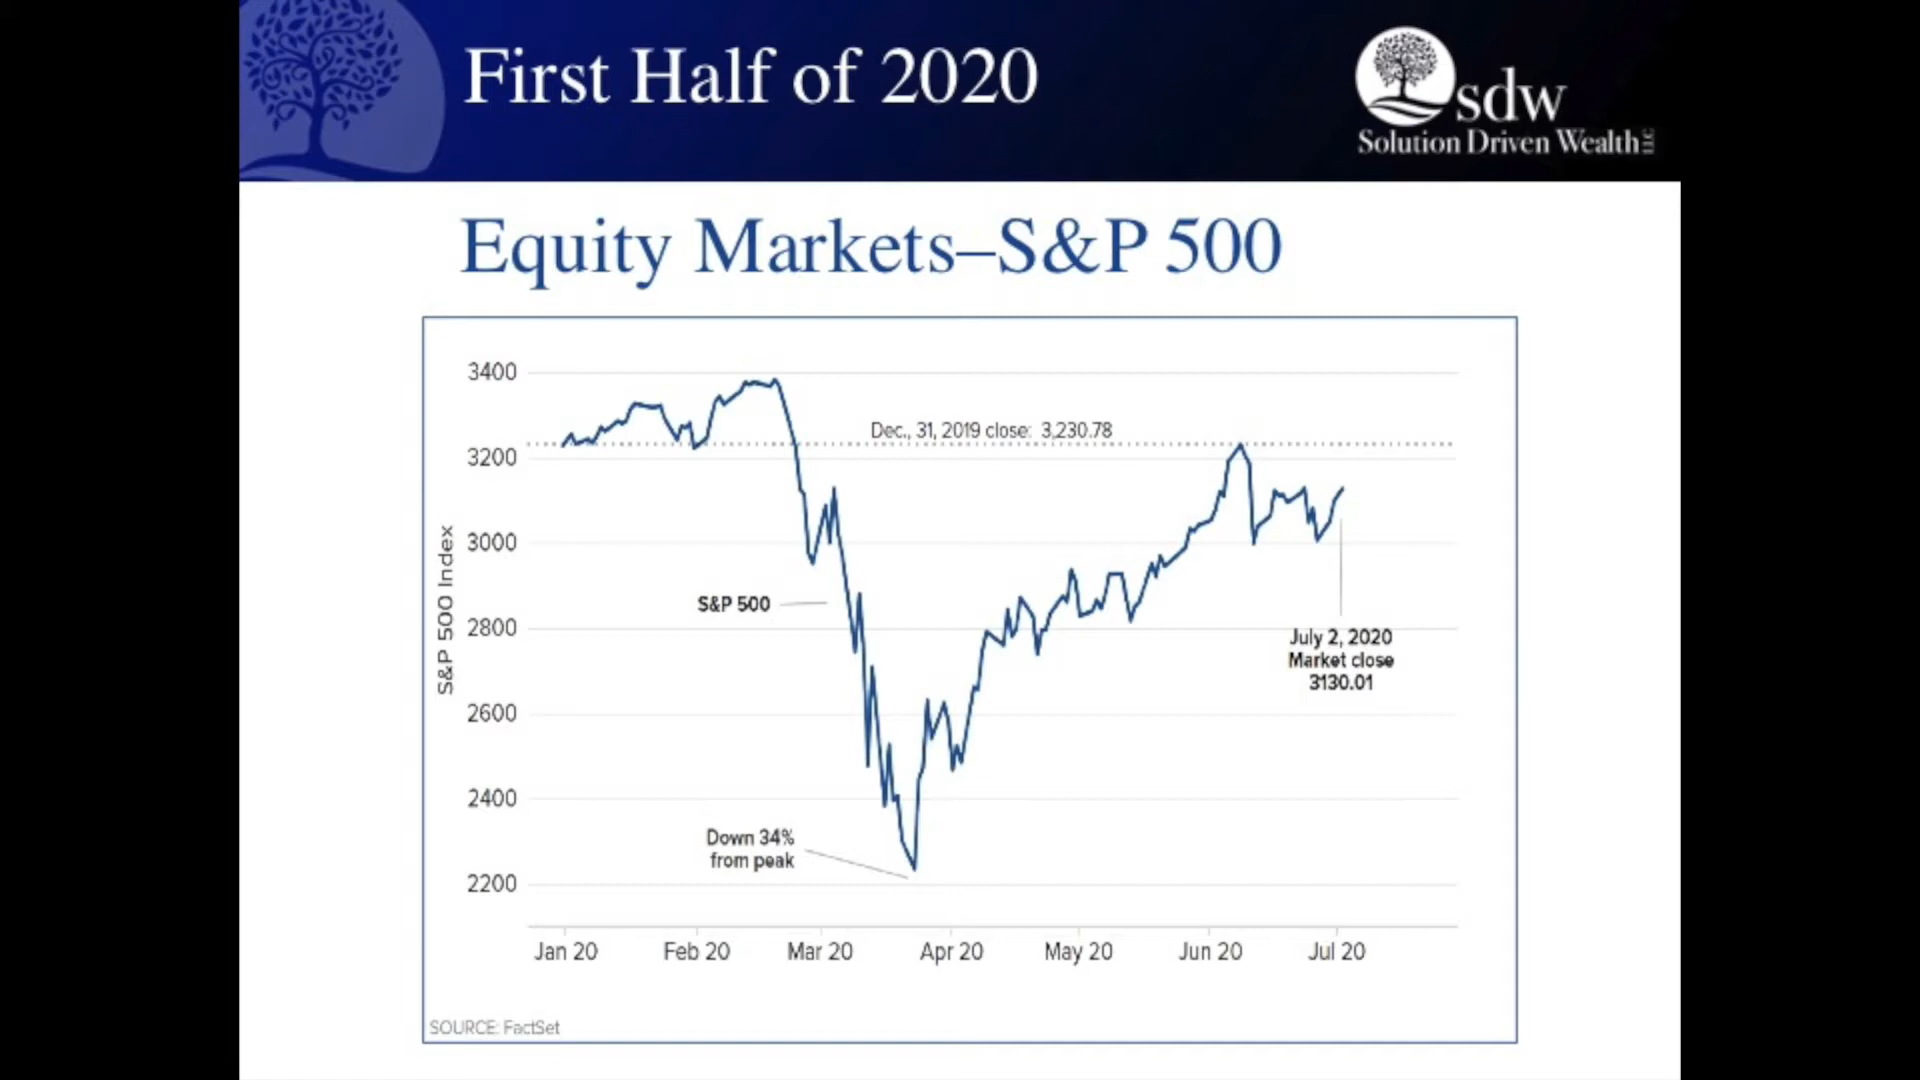 First Half of 2020
sdw
Solution Driven Wealth LLC
Equity Markets–S&P 500
3400
Dec., 31, 2019 close: 3,230.78
3200
3000
S&P 500 Index
S&P 500
2800
July 2, 2020
Market close
3130.01
2600
2400
Down 34%
from peak
2200
Jan 20 Feb 20 Mar 20 Apr 20 May 20 Jun 20 Jul 20
SOURCE: FactSet